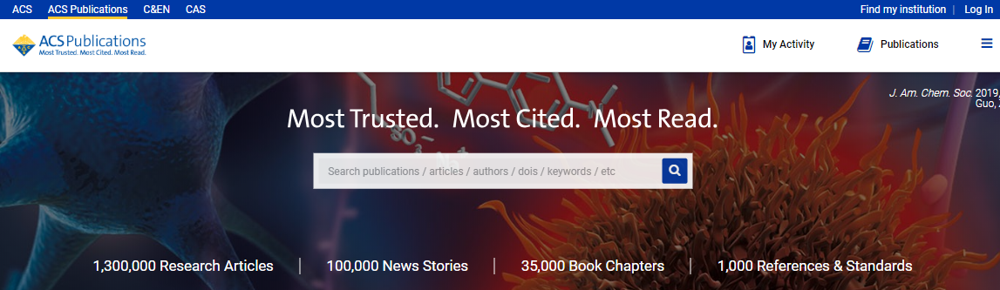 ACS ACS Publications C&EN CAS Find my institution | Log In
ACS Publications
Most Trusted. Most Cited. Most Read.
My Activity Publications
J. Am. Chem. Soc. 2019,
Guo,
Most Trusted. Most Cited. Most Read.
SO₃⁻
Search publications / articles / authors / dois / keywords / etc
1,300,000 Research Articles | 100,000 News Stories | 35,000 Book Chapters | 1,000 References & Standards